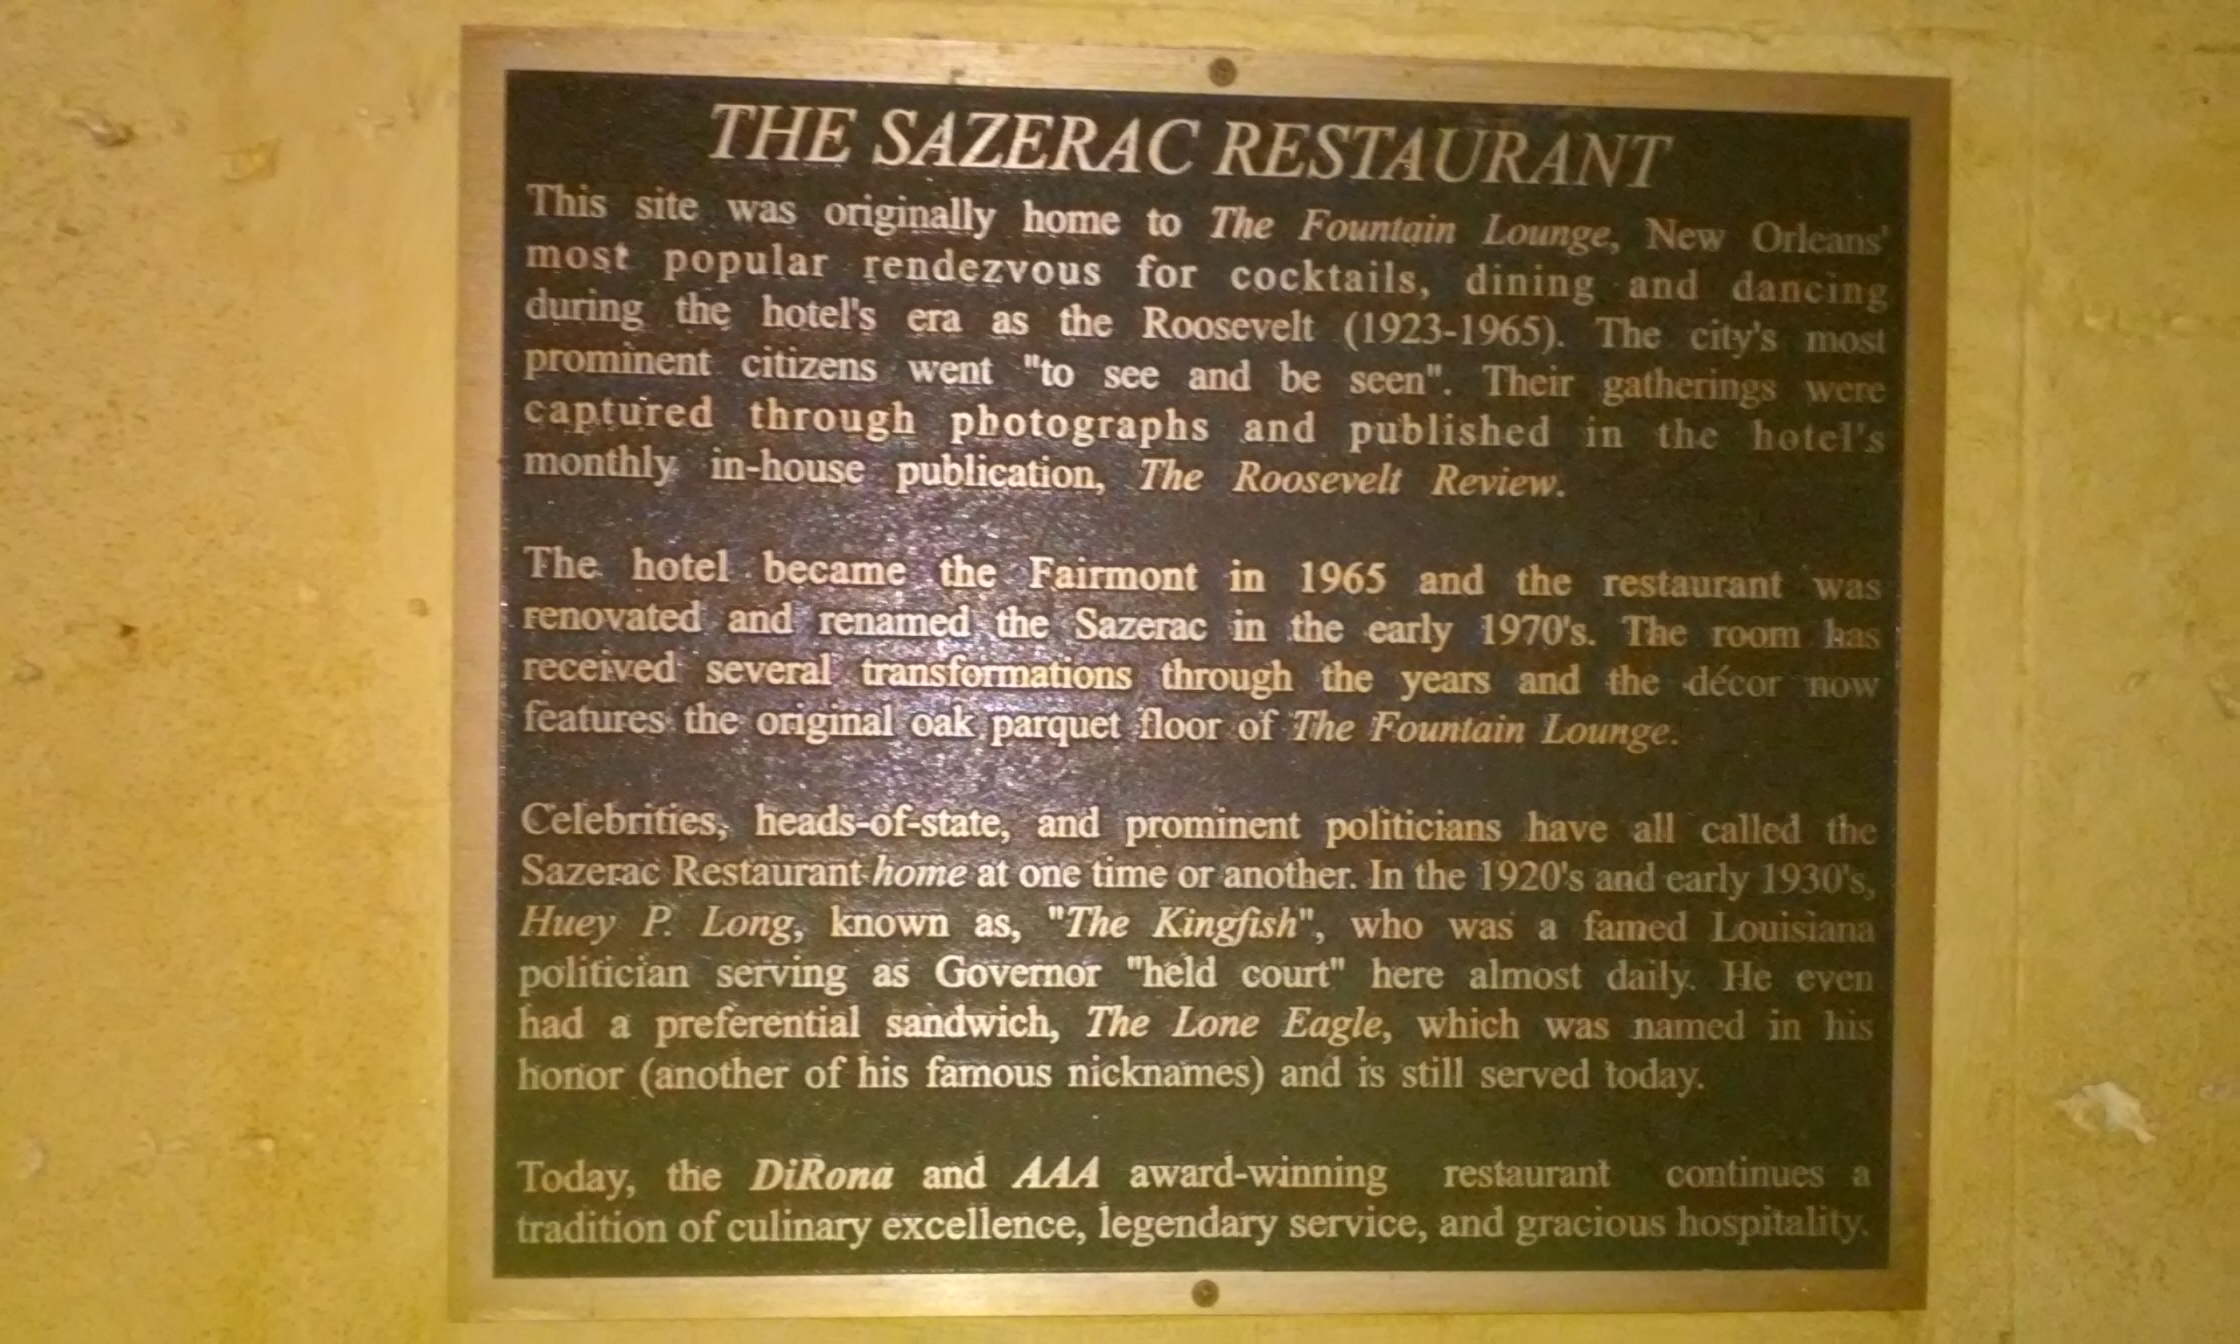 THE SAZERAC RESTAURANT
This site was originally home to The Fountain Lounge, New Orleans'
most popular rendezvous for cocktails, dining and dancing
during the hotel's era as the Roosevelt (1923-1965). The city's most
prominent citizens went "to see and be seen". Their gatherings were
captured through photographs and published in the hotel's
monthly in-house publication, The Roosevelt Review.
The hotel became the Fairmont in 1965 and the restaurant was
renovated and renamed the Sazerac in the early 1970's. The room has
received several transformations through the years and the décor now
features the original oak parquet floor of The Fountain Lounge.
Celebrities, heads-of-state, and prominent politicians have all called the
Sazerac Restaurant home at one time or another. In the 1920's and early 1930's,
Huey P. Long, known as, "The Kingfish", who was a famed Louisiana
politician serving as Governor "held court" here almost daily. He even
had a preferential sandwich, The Lone Eagle, which was named in his
honor (another of his famous nicknames) and is still served today.
Today, the DiRona and AAA award-winning restaurant continues a
tradition of culinary excellence, legendary service, and gracious hospitality.